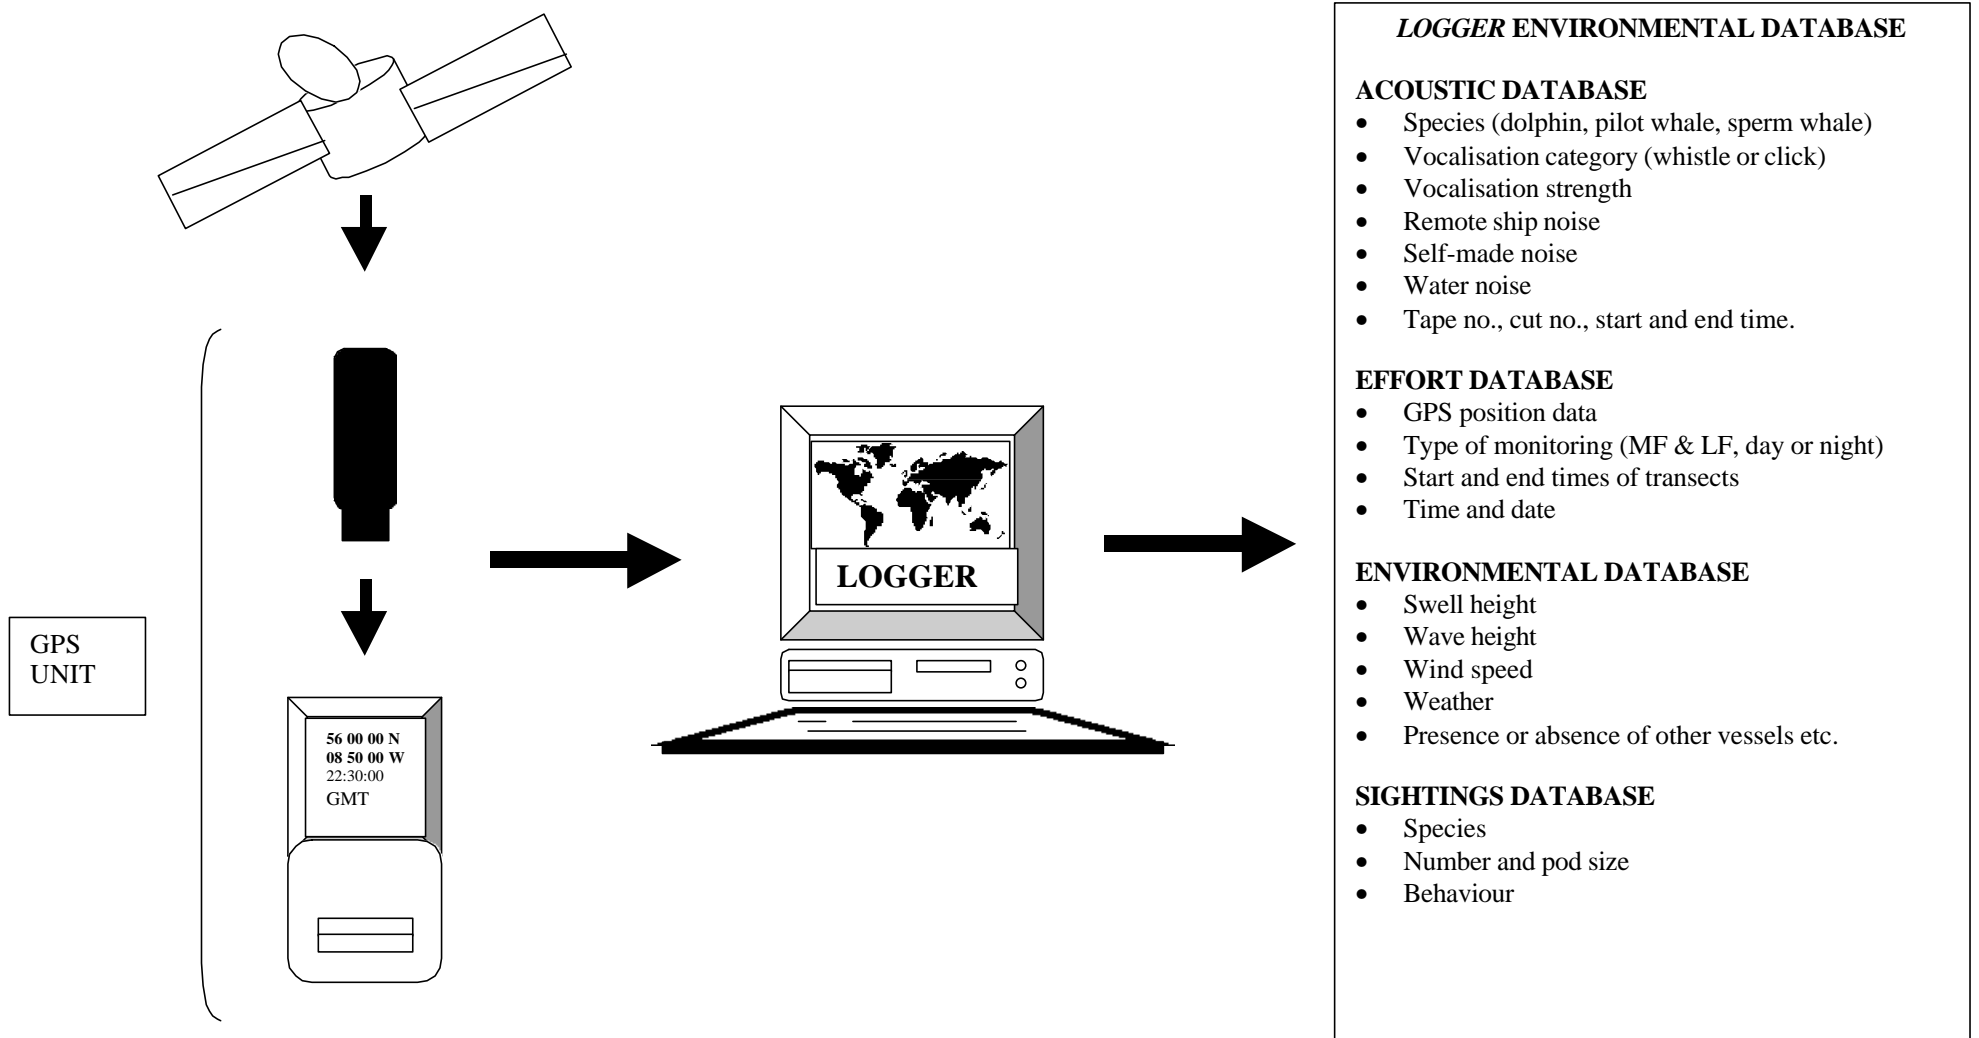 GPS
UNIT
56 00 00 N
08 50 00 W
22:30:00
GMT
LOGGER
LOGGER ENVIRONMENTAL DATABASE
ACOUSTIC DATABASE
• Species (dolphin, pilot whale, sperm whale)
• Vocalisation category (whistle or click)
• Vocalisation strength
• Remote ship noise
• Self-made noise
• Water noise
• Tape no., cut no., start and end time.
EFFORT DATABASE
• GPS position data
• Type of monitoring (MF & LF, day or night)
• Start and end times of transects
• Time and date
ENVIRONMENTAL DATABASE
• Swell height
• Wave height
• Wind speed
• Weather
• Presence or absence of other vessels etc.
SIGHTINGS DATABASE
• Species
• Number and pod size
• Behaviour